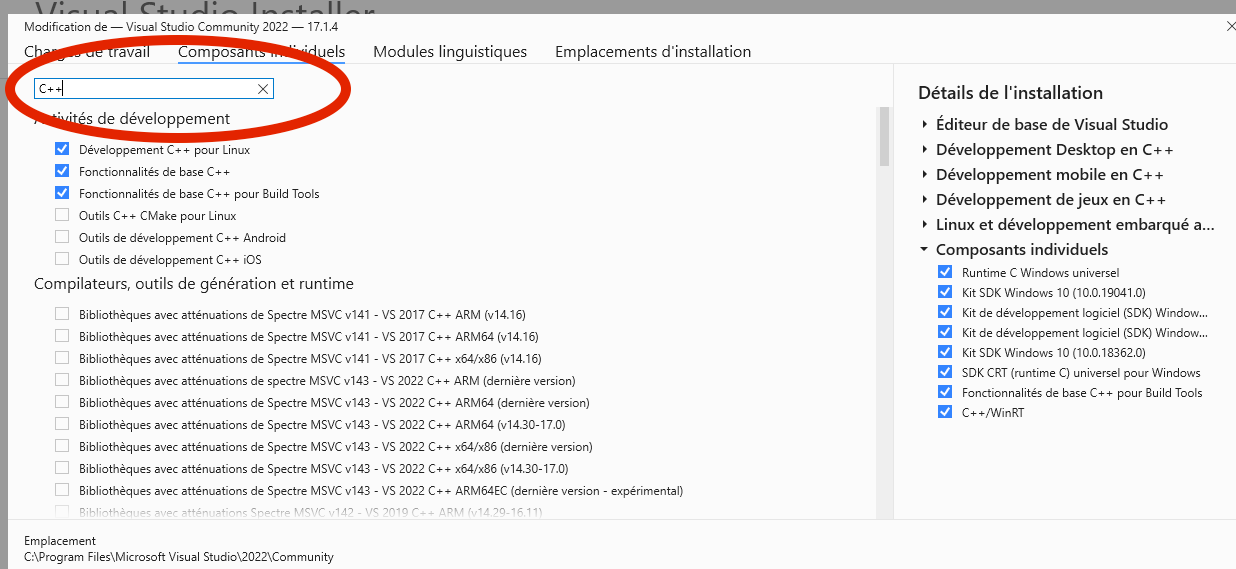 Visual Studio Installer
Modification de — Visual Studio Community 2022 — 17.1.4
Charges de travail Composants individuels Modules linguistiques Emplacements d'installation
C++
Activités de développement
Développement C++ pour Linux
Fonctionnalités de base C++
Fonctionnalités de base C++ pour Build Tools
Outils C++ CMake pour Linux
Outils de développement C++ Android
Outils de développement C++ iOS
Compilateurs, outils de génération et runtime
Bibliothèques avec atténuations de Spectre MSVC v141 - VS 2017 C++ ARM (v14.16)
Bibliothèques avec atténuations de Spectre MSVC v141 - VS 2017 C++ ARM64 (v14.16)
Bibliothèques avec atténuations de Spectre MSVC v141 - VS 2017 C++ x64/x86 (v14.16)
Bibliothèques avec atténuations de spectre MSVC v143 - VS 2022 C++ ARM (dernière version)
Bibliothèques avec atténuations de Spectre MSVC v143 - VS 2022 C++ ARM64 (dernière version)
Bibliothèques avec atténuations de Spectre MSVC v143 - VS 2022 C++ ARM64 (v14.30-17.0)
Bibliothèques avec atténuations de Spectre MSVC v143 - VS 2022 C++ x64/x86 (dernière version)
Bibliothèques avec atténuations de Spectre MSVC v143 - VS 2022 C++ x64/x86 (v14.30-17.0)
Bibliothèques avec atténuations de Spectre MSVC v143 - VS 2022 C++ ARM64EC (dernière version - expérimental)
Bibliothèques avec atténuations Spectre MSVC v142 - VS 2019 C++ ARM (v14.29-16.11)
Détails de l'installation
Éditeur de base de Visual Studio
Développement Desktop en C++
Développement mobile en C++
Développement de jeux en C++
Linux et développement embarqué a...
Composants individuels
Runtime C Windows universel
Kit SDK Windows 10 (10.0.19041.0)
Kit de développement logiciel (SDK) Window...
Kit de développement logiciel (SDK) Window...
Kit SDK Windows 10 (10.0.18362.0)
SDK CRT (runtime C) universel pour Windows
Fonctionnalités de base C++ pour Build Tools
C++/WinRT
Emplacement
C:\Program Files\Microsoft Visual Studio\2022\Community